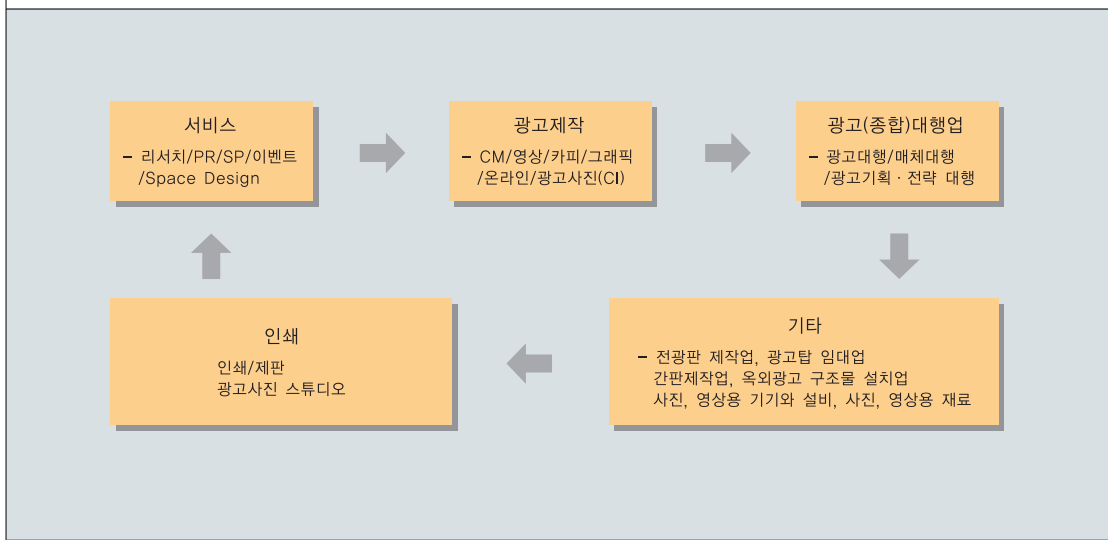 서비스
– 리서치/PR/SP/이벤트
/Space Design
광고제작
– CM/영상/카피/그래픽
/온라인/광고사진(CI)
광고(종합)대행업
– 광고대행/매체대행
/광고기획 · 전략 대행
인쇄
인쇄/제판
광고사진 스튜디오
기타
– 전광판 제작업, 광고탑 임대업
간판제작업, 옥외광고 구조물 설치업
사진, 영상용 기기와 설비, 사진, 영상용 재료